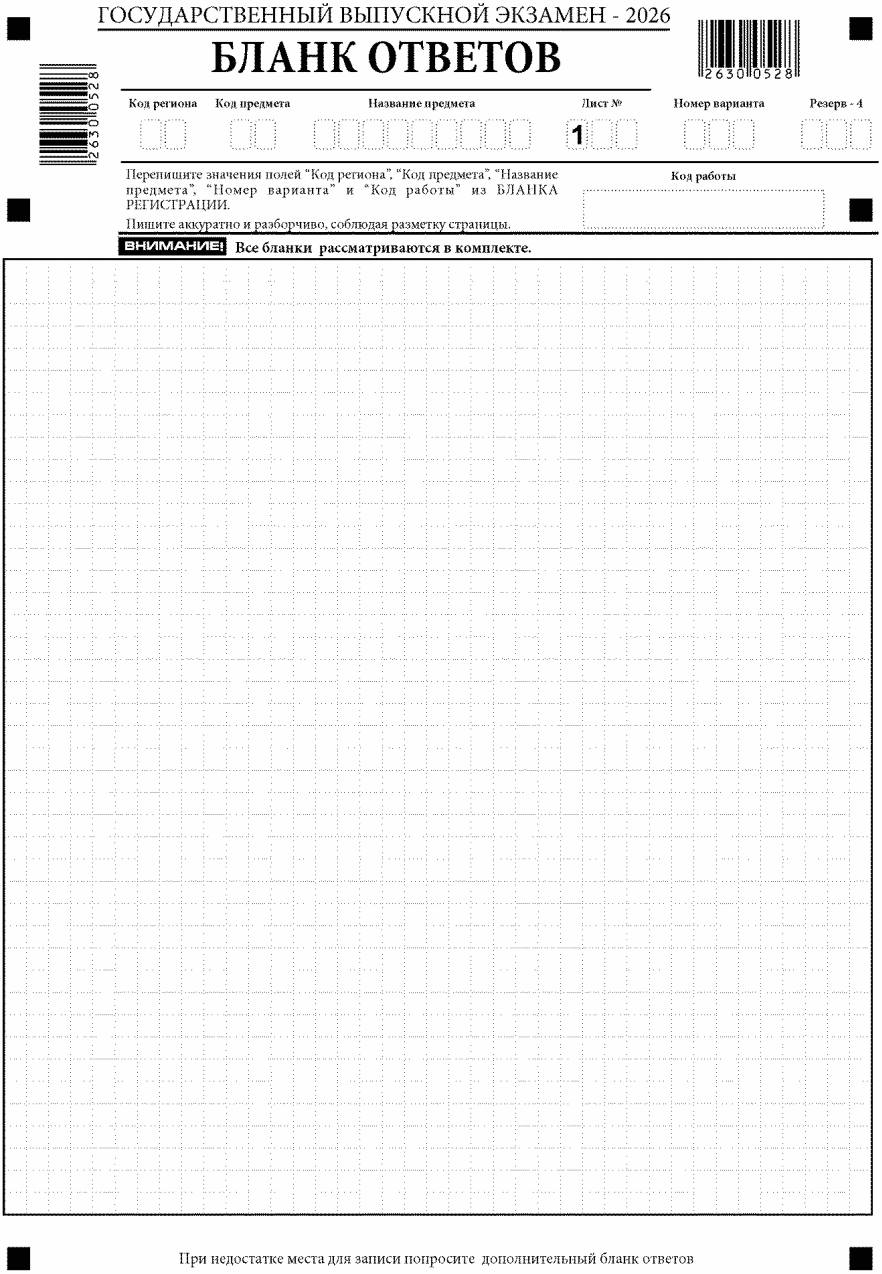 ГОСУДАРСТВЕННЫЙ ВЫПУСКНОЙ ЭКЗАМЕН - 2026
БЛАНК ОТВЕТОВ
2630 0528
2630 0528
Код региона Код предмета Название предмета Лист № Номер варианта Резерв - 4
1
Перепишите значения полей “Код региона”, “Код предмета”, “Название
предмета”, “Номер варианта” и “Код работы” из БЛАНКА
РЕГИСТРАЦИИ.
Пишите аккуратно и разборчиво, соблюдая разметку страницы.
Код работы
ВНИМАНИЕ! Все бланки рассматриваются в комплекте.
При недостатке места для записи попросите дополнительный бланк ответов